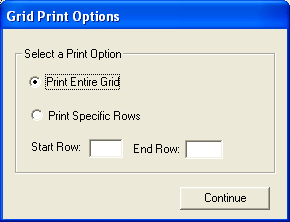 Grid Print Options
Select a Print Option
Print Entire Grid
Print Specific Rows
Start Row: End Row:
Continue